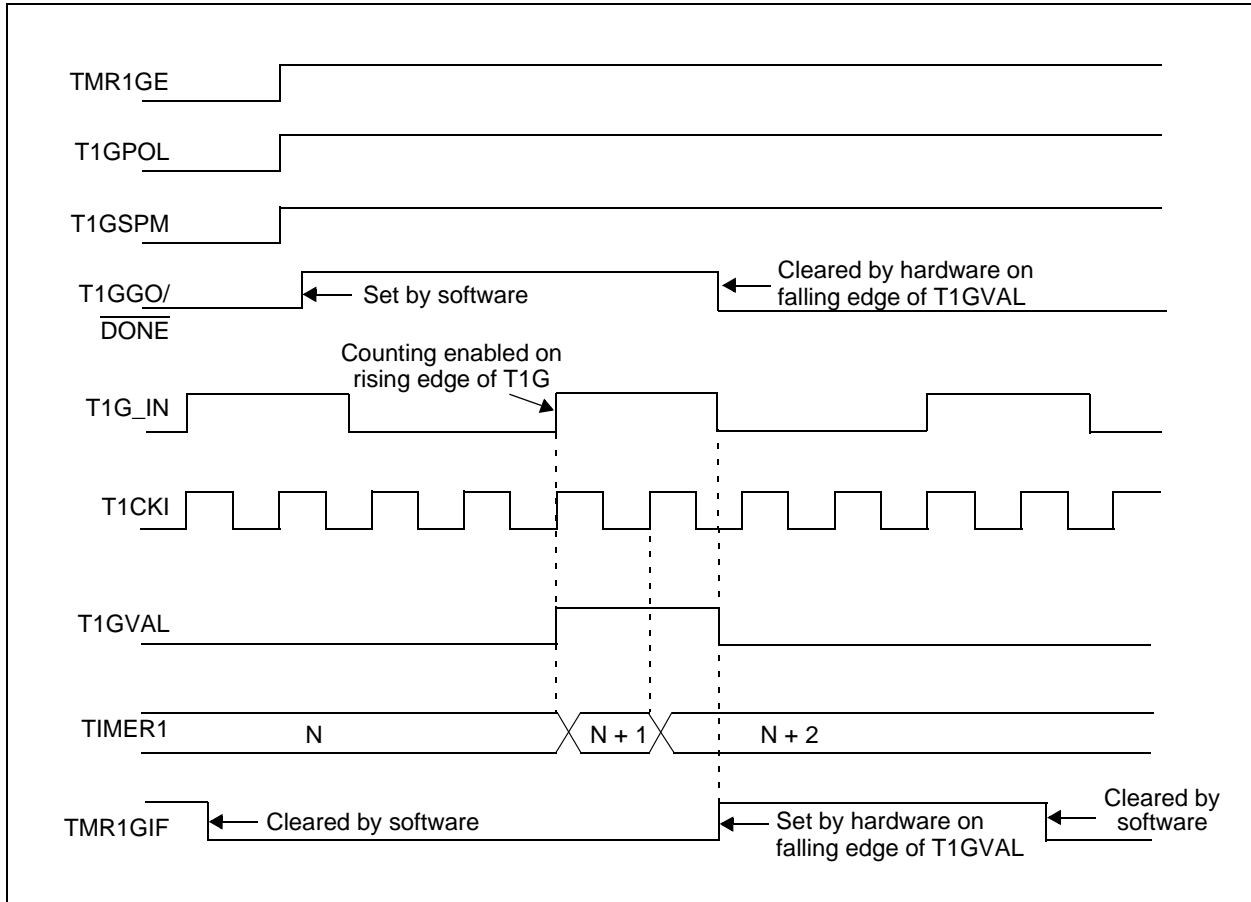 TMR1GE
T1GPOL
T1GSPM
T1GGO/
DONE
Set by software
Cleared by hardware on
falling edge of T1GVAL
Counting enabled on
rising edge of T1G
T1G_IN
T1CKI
T1GVAL
TIMER1
N
N + 1
N + 2
TMR1GIF
Cleared by software
Set by hardware on
falling edge of T1GVAL
Cleared by
software